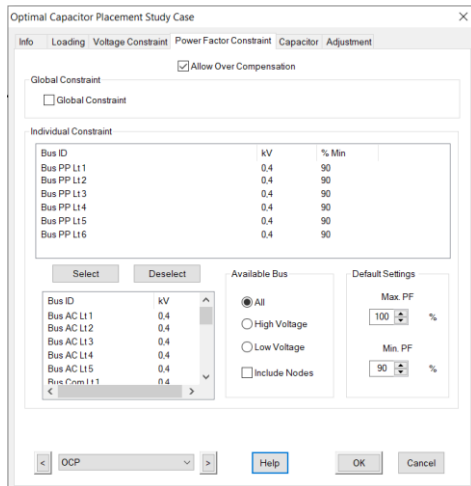 Optimal Capacitor Placement Study Case
Info Loading Voltage Constraint Power Factor Constraint Capacitor Adjustment
Allow Over Compensation
Global Constraint
Global Constraint
Individual Constraint
Bus ID kV % Min
Bus PP Lt1 0,4 90
Bus PP Lt2 0,4 90
Bus PP Lt3 0,4 90
Bus PP Lt4 0,4 90
Bus PP Lt5 0,4 90
Bus PP Lt6 0,4 90
Select Deselect Available Bus Default Settings
Bus ID kV
Bus AC Lt1 0,4
Bus AC Lt2 0,4
Bus AC Lt3 0,4
Bus AC Lt4 0,4
Bus AC Lt5 0,4
Bus Com Lt1 0,4
All
High Voltage
Low Voltage
Include Nodes
Max. PF
100 %
Min. PF
90 %
< OCP > Help OK Cancel